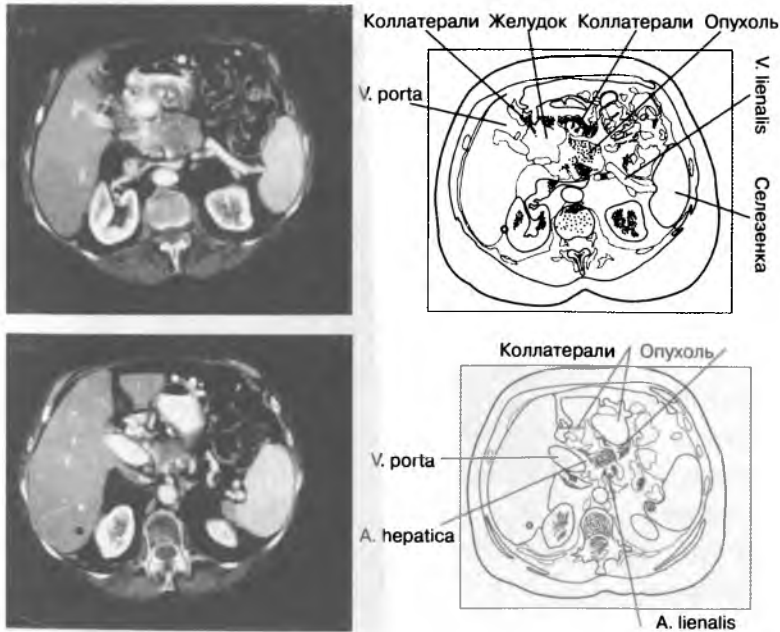 Коллатерали Желудок Коллатерали Опухоль
V. porta
V. lienalis
Селезенка
Коллатерали Опухоль
V. porta
A. hepatica
A. lienalis